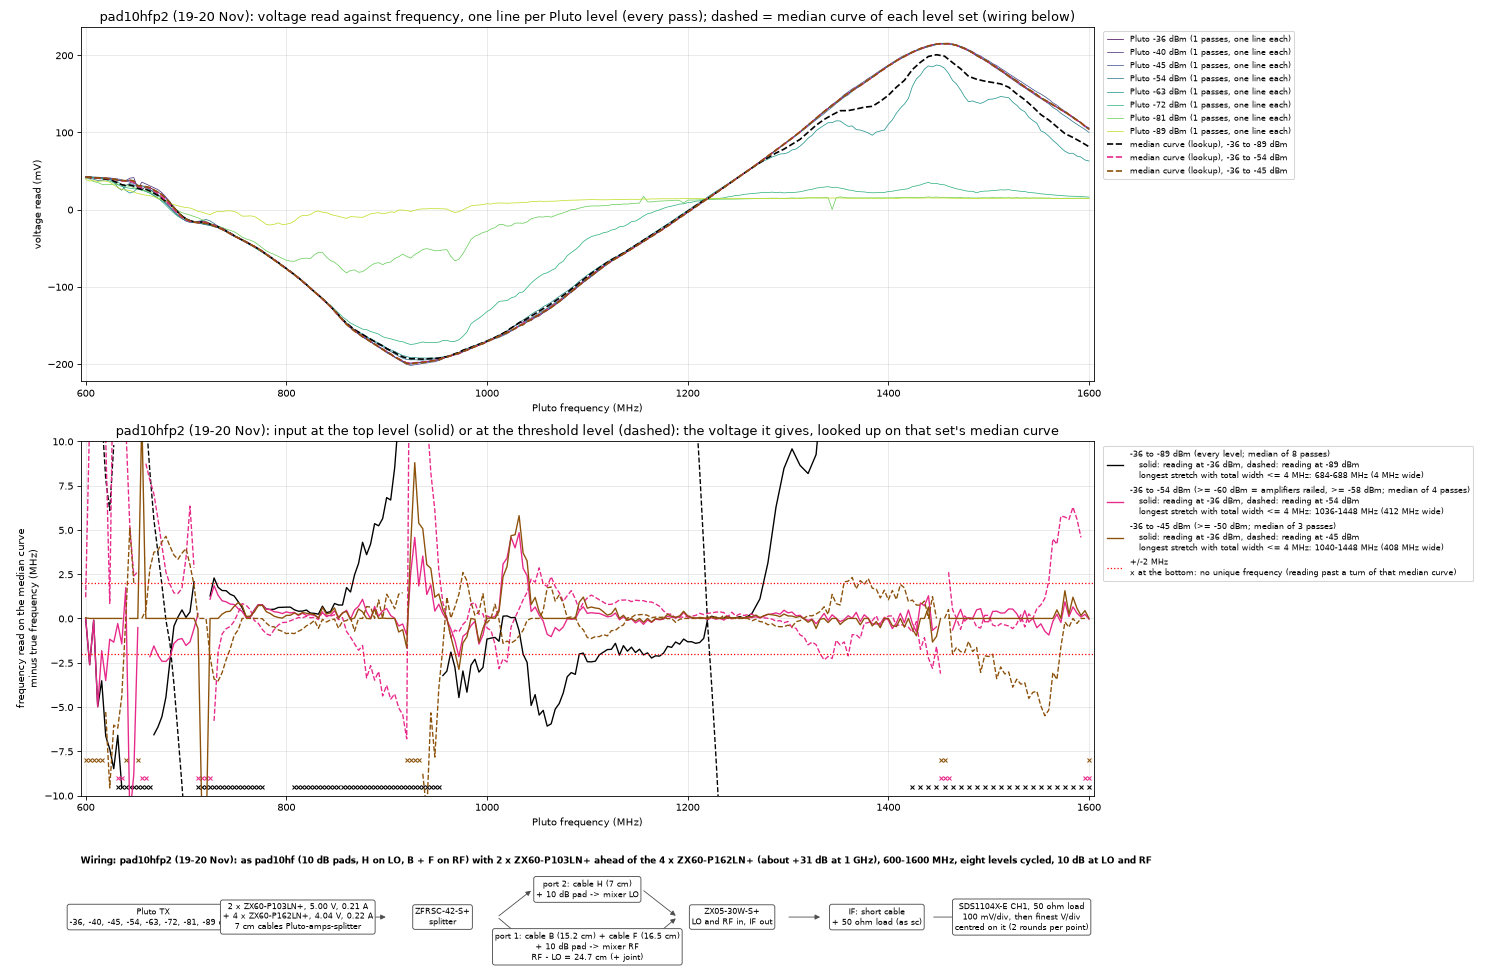 pad10hfp2 (19-20 Nov): voltage read against frequency, one line per Pluto level (every pass); dashed = median curve of each level set (wiring below)
voltage read (mV)
200
100
0
−100
−200
600
800
1000
1200
1400
1600
Pluto frequency (MHz)
Pluto -36 dBm (1 passes, one line each)
Pluto -40 dBm (1 passes, one line each)
Pluto -45 dBm (1 passes, one line each)
Pluto -54 dBm (1 passes, one line each)
Pluto -63 dBm (1 passes, one line each)
Pluto -72 dBm (1 passes, one line each)
Pluto -81 dBm (1 passes, one line each)
Pluto -89 dBm (1 passes, one line each)
median curve (lookup), -36 to -89 dBm
median curve (lookup), -36 to -54 dBm
median curve (lookup), -36 to -45 dBm
pad10hfp2 (19-20 Nov): input at the top level (solid) or at the threshold level (dashed): the voltage it gives, looked up on that set's median curve
frequency read on the median curve
minus true frequency (MHz)
10.0
7.5
5.0
2.5
0.0
−2.5
−5.0
−7.5
−10.0
600
800
1000
1200
1400
1600
Pluto frequency (MHz)
-36 to -89 dBm (every level; median of 8 passes)
solid: reading at -36 dBm, dashed: reading at -89 dBm
longest stretch with total width <= 4 MHz: 684-688 MHz (4 MHz wide)
-36 to -54 dBm (>= -60 dBm = amplifiers railed, >= -58 dBm; median of 4 passes)
solid: reading at -36 dBm, dashed: reading at -54 dBm
longest stretch with total width <= 4 MHz: 1036-1448 MHz (412 MHz wide)
-36 to -45 dBm (>= -50 dBm; median of 3 passes)
solid: reading at -36 dBm, dashed: reading at -45 dBm
longest stretch with total width <= 4 MHz: 1040-1448 MHz (408 MHz wide)
+/-2 MHz
x at the bottom: no unique frequency (reading past a turn of that median curve)
Wiring: pad10hfp2 (19-20 Nov): as pad10hf (10 dB pads, H on LO, B + F on RF) with 2 x ZX60-P103LN+ ahead of the 4 x ZX60-P162LN+ (about +31 dB at 1 GHz), 600-1600 MHz, eight levels cycled, 10 dB at LO and RF
Pluto TX
-36, -40, -45, -54, -63, -72, -81, -89
2 x ZX60-P103LN+, 5.00 V, 0.21 A
+ 4 x ZX60-P162LN+, 4.04 V, 0.22 A
7 cm cables Pluto-amps-splitter
ZFRSC-42-S+
splitter
port 2: cable H (7 cm)
+ 10 dB pad -> mixer LO
port 1: cable B (15.2 cm) + cable F (16.5 cm)
+ 10 dB pad -> mixer RF
RF - LO = 24.7 cm (+ joint)
ZX05-30W-S+
LO and RF in, IF out
IF: short cable
+ 50 ohm load (as sc)
SDS1104X-E CH1, 50 ohm load
100 mV/div, then finest V/div
centred on it (2 rounds per point)